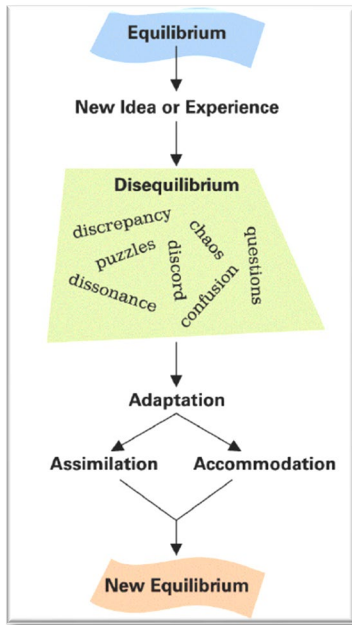 Equilibrium
New Idea or Experience
Disequilibrium
discrepancy
chaos
questions
puzzles
discord
dissonance
confusion
Adaptation
Assimilation Accommodation
New Equilibrium